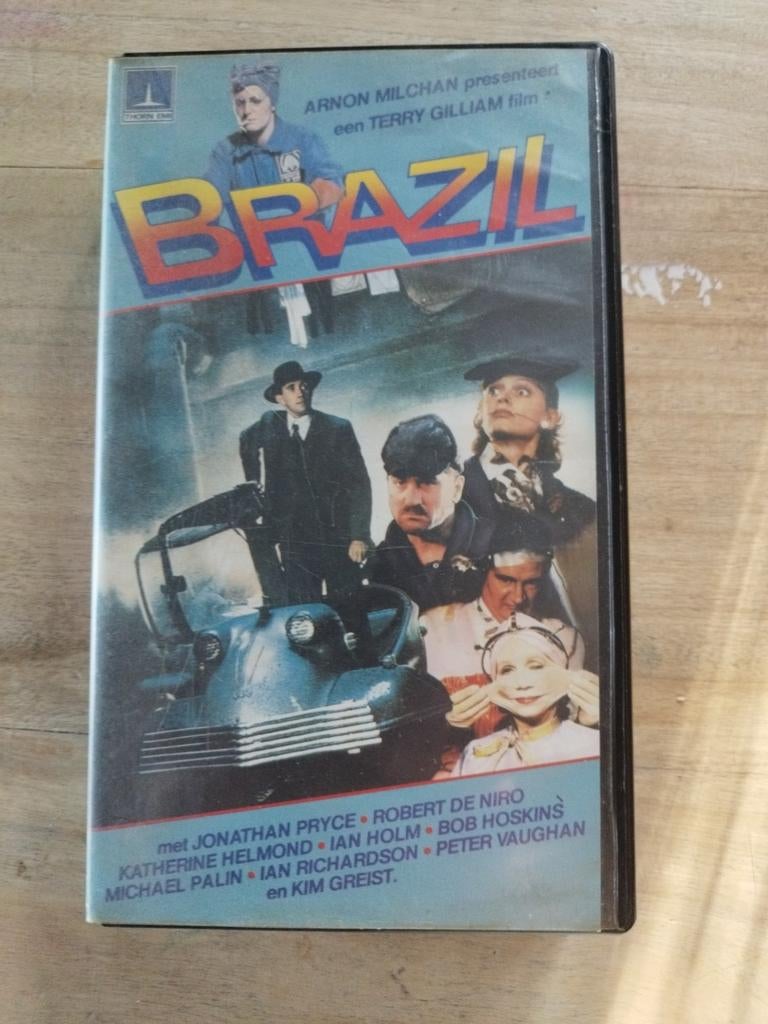 THORN EMI
ARNON MILCHAN presenteert
een TERRY GILLIAM film
BRAZIL
met JONATHAN PRYCE • ROBERT DE NIRO
KATHERINE HELMOND • IAN HOLM • BOB HOSKINS
MICHAEL PALIN • IAN RICHARDSON • PETER VAUGHAN
en KIM GREIST.